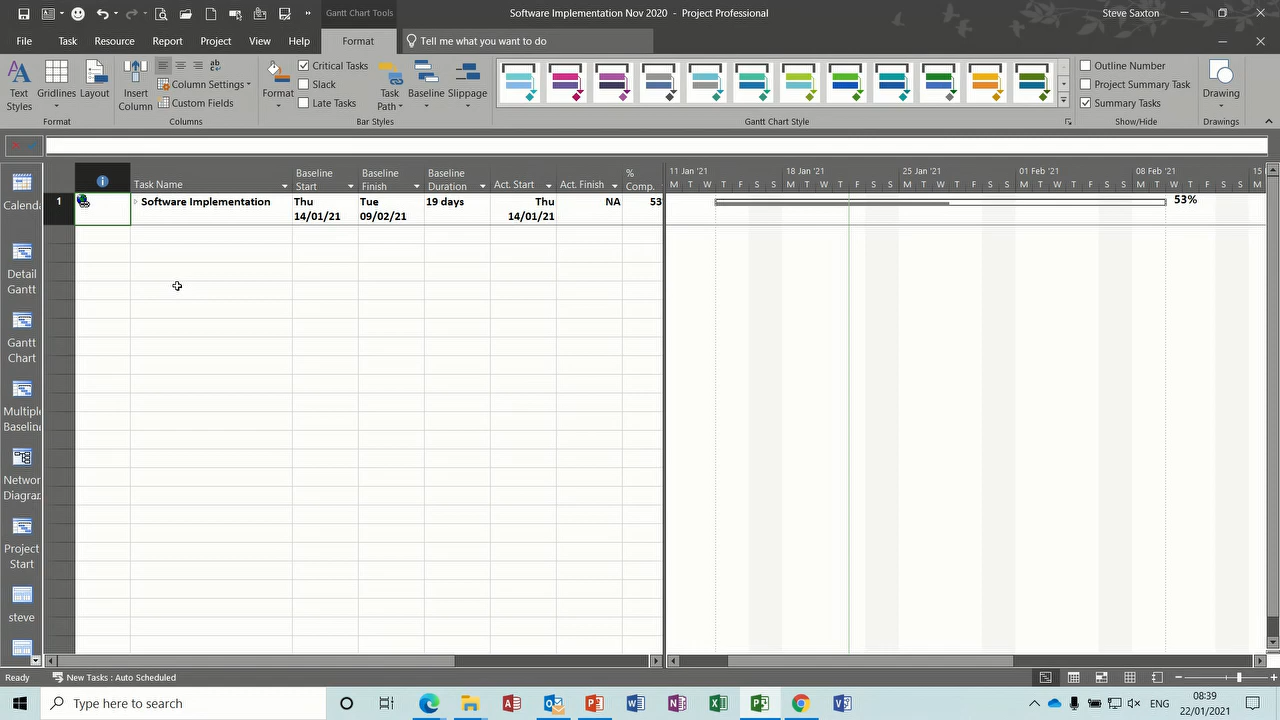 Gantt Chart Tools
Software Implementation Nov 2020 - Project Professional
Steve Saxton
File
Task
Resource
Report
Project
View
Help
Format
Tell me what you want to do
Text Styles
Gridlines
Layout
Format
Insert Column
Column Settings
Custom Fields
Columns
Format
Critical Tasks
Slack
Late Tasks
Task Path
Baseline
Slippage
Bar Styles
Gantt Chart Style
Outline Number
Project Summary Task
Summary Tasks
Show/Hide
Drawing
Drawings
Calenda
Detail Gantt
Gantt Chart
Multiple Baselin
Networ Diagra
Project Start
steve
Task Name
Baseline Start
Baseline Finish
Baseline Duration
Act. Start
Act. Finish
% Comp.
1
Software Implementation
Thu 14/01/21
Tue 09/02/21
19 days
Thu 14/01/21
NA
53
11 Jan '21
18 Jan '21
25 Jan '21
01 Feb '21
08 Feb '21
15
M T W T F S S M T W T F S S M T W T F S S M T W T F S S M T W T F S S M
53%
Ready
New Tasks : Auto Scheduled
Type here to search
ENG
08:39
22/01/2021